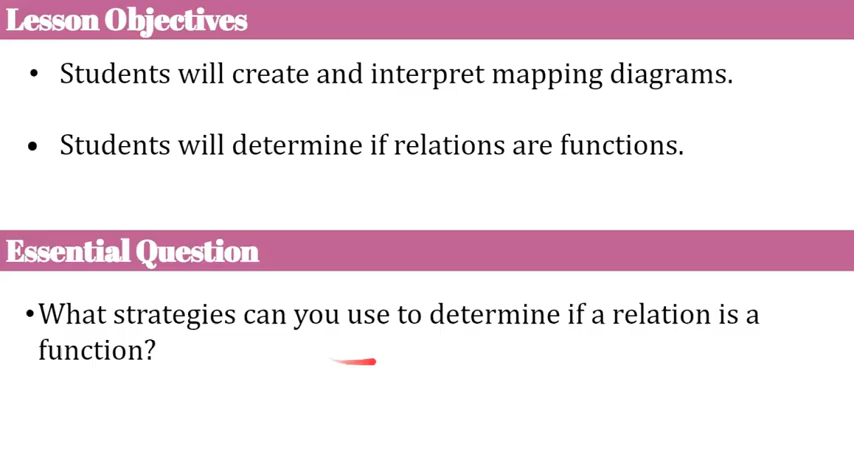 Lesson Objectives
• Students will create and interpret mapping diagrams.
• Students will determine if relations are functions.
Essential Question
•What strategies can you use to determine if a relation is a
function?